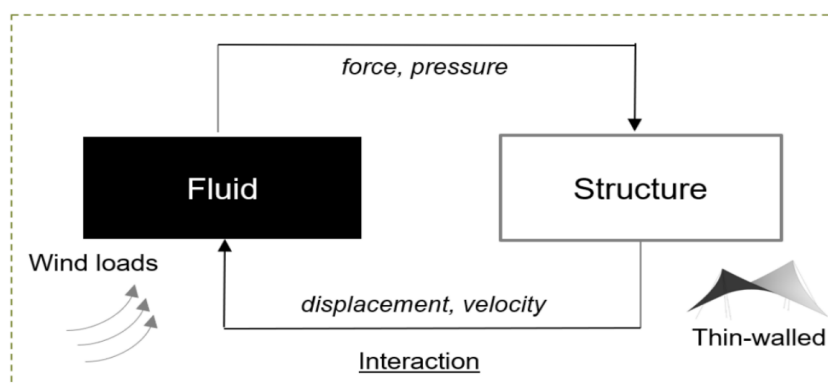 force, pressure
Fluid
Structure
Wind loads
displacement, velocity
Thin-walled
Interaction